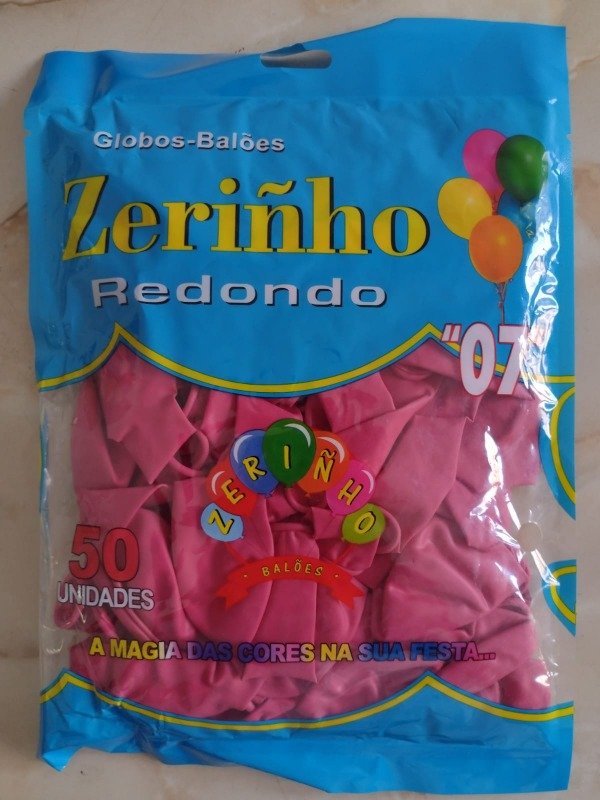 Globos-Balões
Zeriñho
Redondo
"07"
ZERIÑHO
BALÕES
50
UNIDADES
A MAGIA DAS CORES NA SUA FESTA...